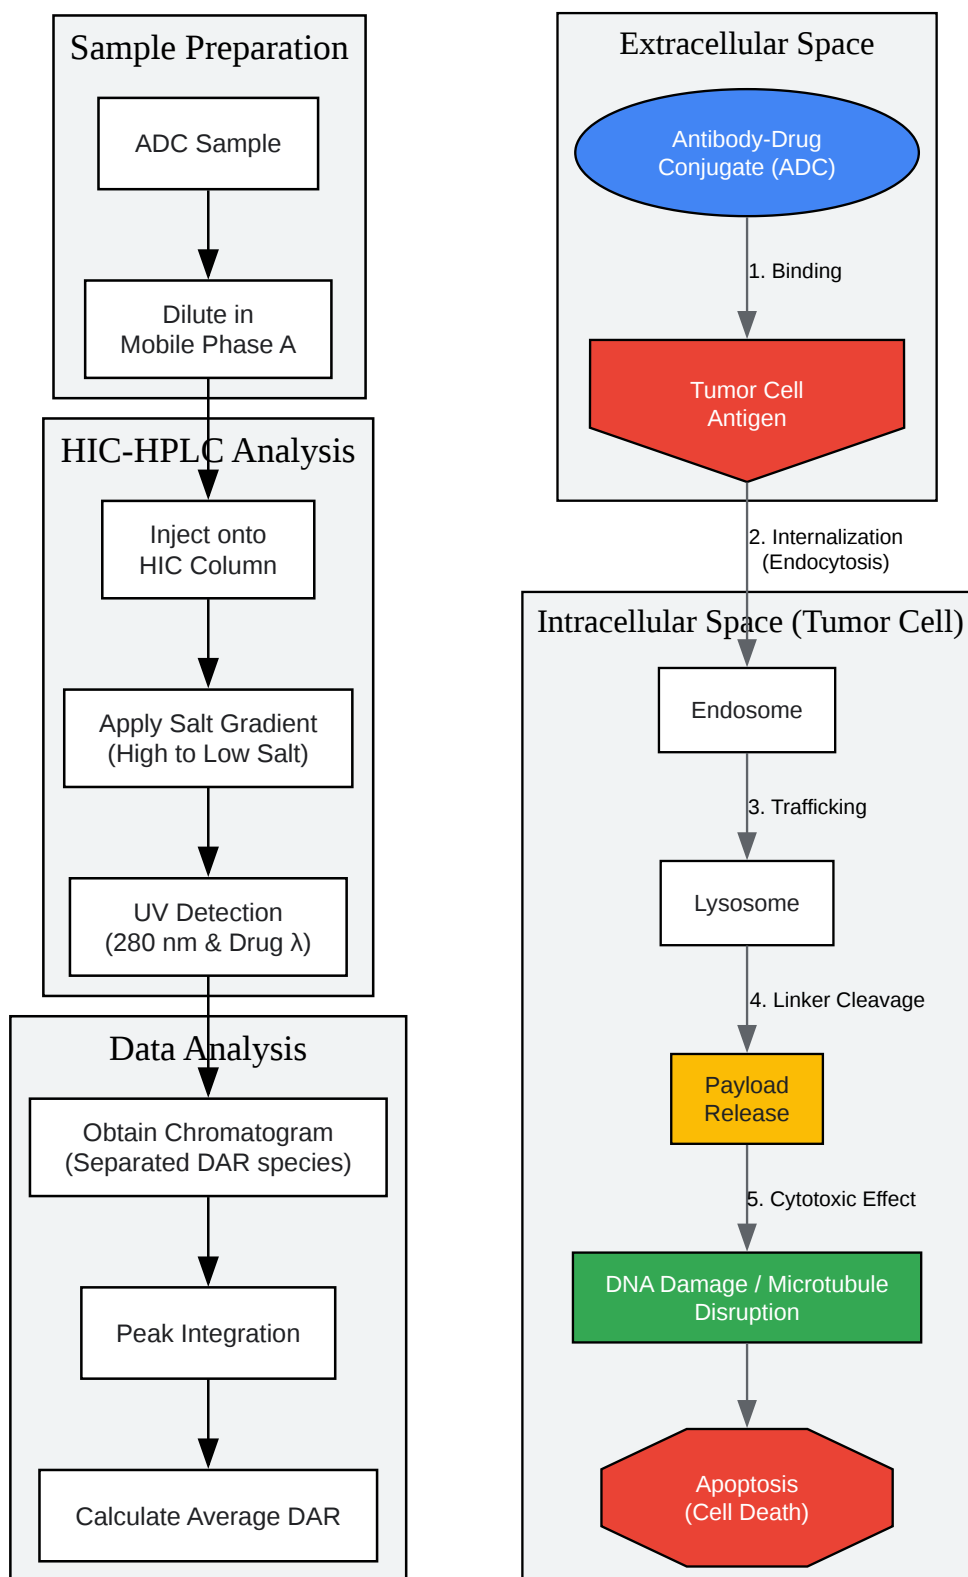 Sample Preparation
ADC Sample
Dilute in
Mobile Phase A
HIC-HPLC Analysis
Inject onto
HIC Column
Apply Salt Gradient
(High to Low Salt)
UV Detection
(280 nm & Drug λ)
Data Analysis
Obtain Chromatogram
(Separated DAR species)
Peak Integration
Calculate Average DAR
Extracellular Space
Antibody-Drug
Conjugate (ADC)
1. Binding
Tumor Cell
Antigen
2. Internalization
(Endocytosis)
Intracellular Space (Tumor Cell)
Endosome
3. Trafficking
Lysosome
4. Linker Cleavage
Payload
Release
5. Cytotoxic Effect
DNA Damage / Microtubule
Disruption
Apoptosis
(Cell Death)